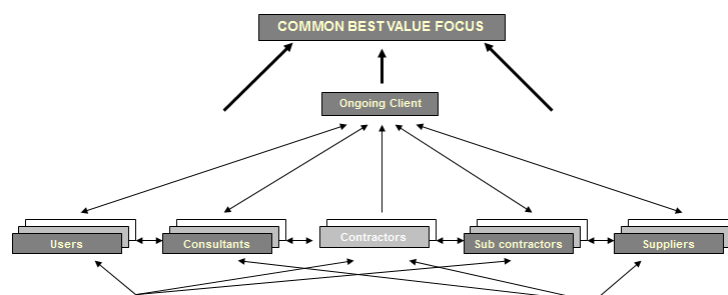 COMMON BEST VALUE FOCUS
Ongoing Client
Users
Consultants
Contractors
Sub contractors
Suppliers